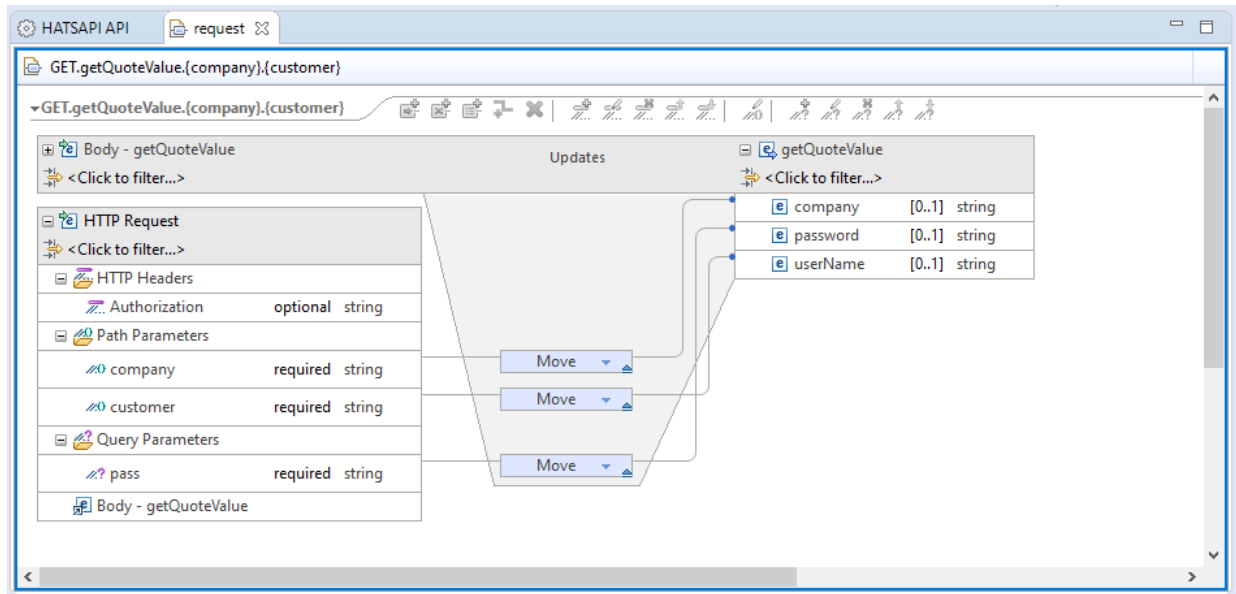 HATSAPI API
request
GET.getQuoteValue.{company}.{customer}
GET.getQuoteValue.{company}.{customer}
Body - getQuoteValue
<Click to filter...>
Updates
getQuoteValue
<Click to filter...>
company [0..1] string
password [0..1] string
userName [0..1] string
HTTP Request
<Click to filter...>
HTTP Headers
Authorization optional string
Path Parameters
company required string
Move
customer required string
Move
Query Parameters
pass required string
Move
Body - getQuoteValue